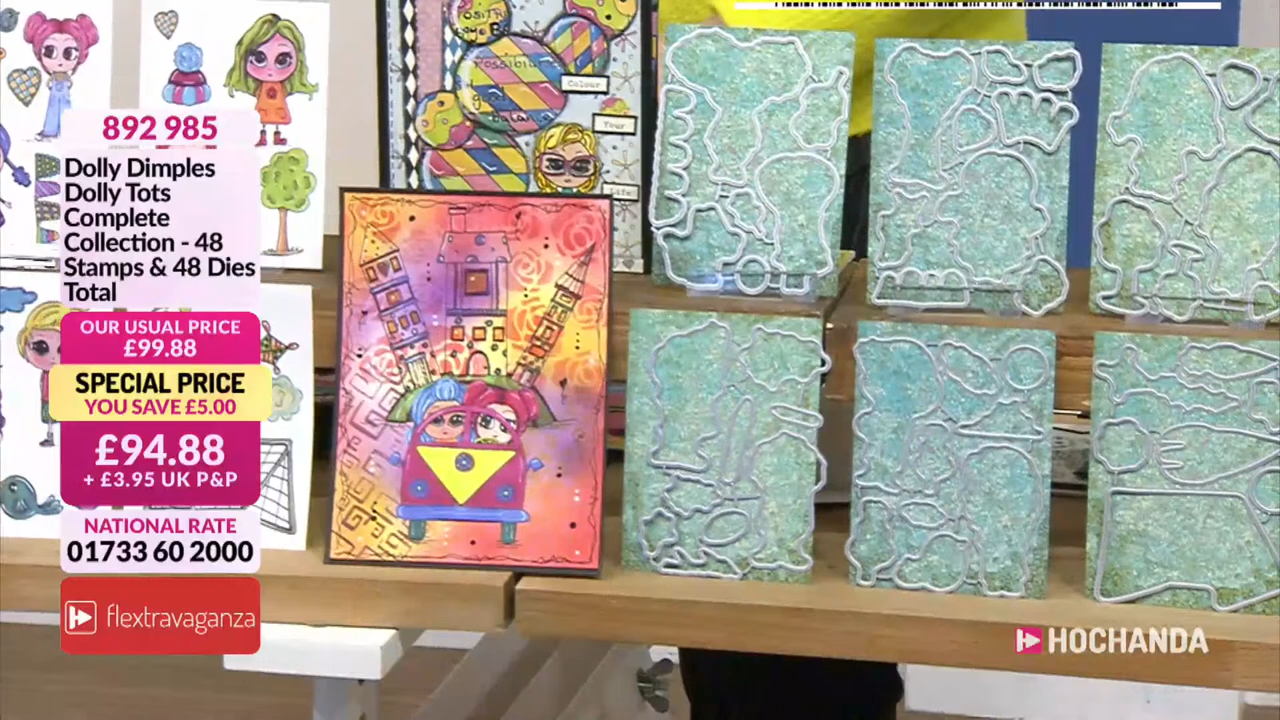 892 985
Dolly Dimples
Dolly Tots
Complete
Collection - 48
Stamps & 48 Dies
Total
OUR USUAL PRICE
£99.88
SPECIAL PRICE
YOU SAVE £5.00
£94.88
+ £3.95 UK P&P
NATIONAL RATE
01733 60 2000
flextravaganza
Colour
Your
Life
HOCHANDA